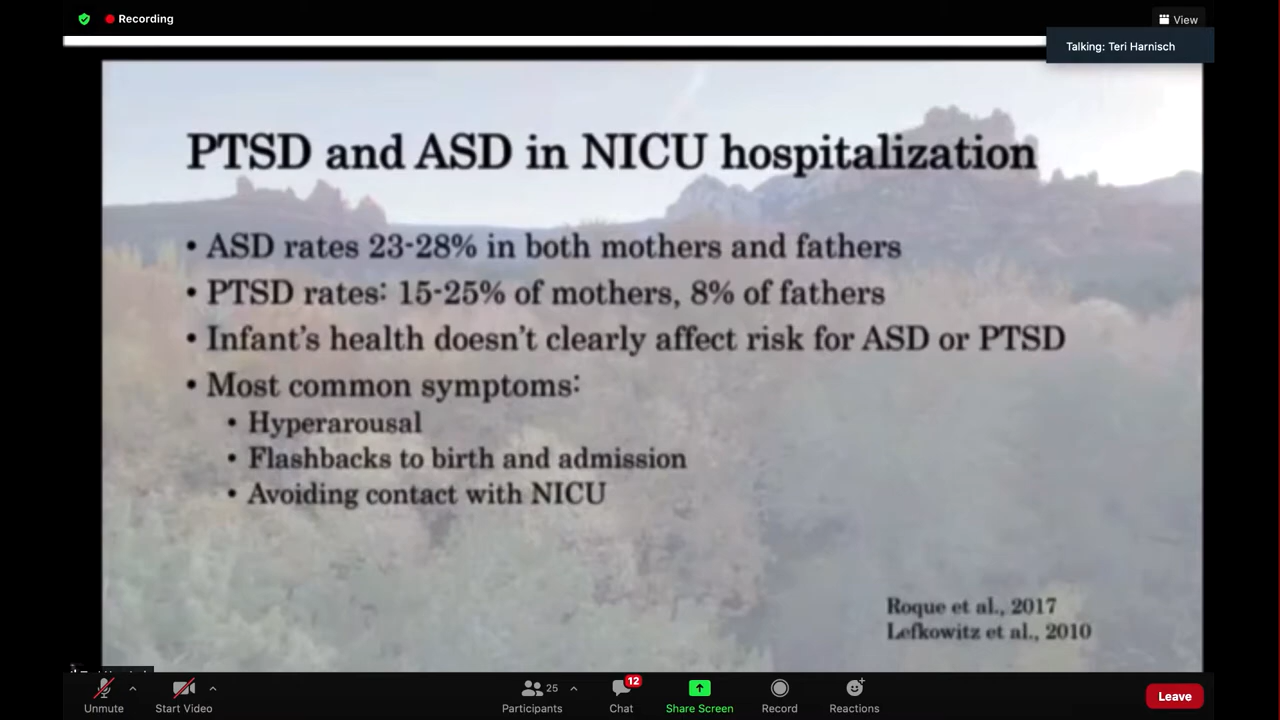 Recording
View
Talking: Teri Harnisch
PTSD and ASD in NICU hospitalization
• ASD rates 23-28% in both mothers and fathers
• PTSD rates: 15-25% of mothers, 8% of fathers
• Infant's health doesn't clearly affect risk for ASD or PTSD
• Most common symptoms:
• Hyperarousal
• Flashbacks to birth and admission
• Avoiding contact with NICU
Roque et al., 2017
Lefkowitz et al., 2010
Unmute
Start Video
25
Participants
12
Chat
Share Screen
Record
Reactions
Leave